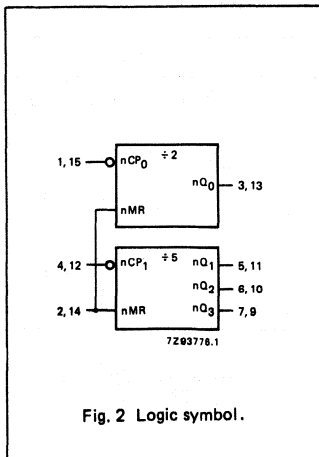 ÷2
1, 15 nCP0
nQ0 3, 13
nMR
÷5
4, 12 nCP1 nQ1 5, 11
nQ2 6, 10
2, 14 nMR nQ3 7, 9
7Z93776.1
Fig. 2 Logic symbol.